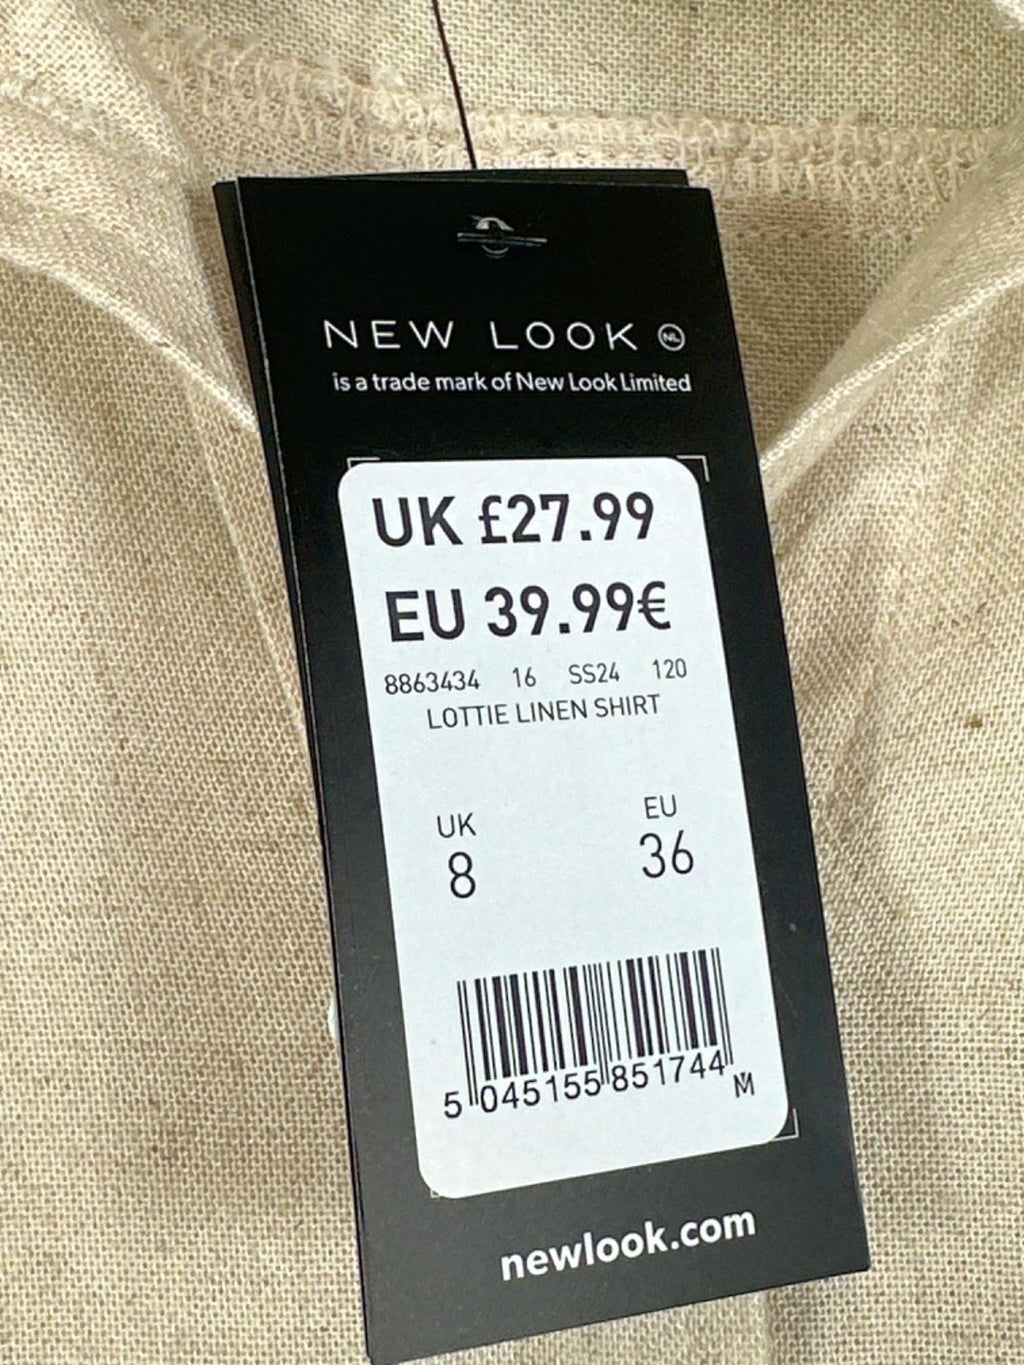 NEW LOOK NL
is a trade mark of New Look Limited
UK £27.99
EU 39.99€
8863434 16 SS24 120
LOTTIE LINEN SHIRT
UK EU
8 36
5 045155 851744 M
newlook.com